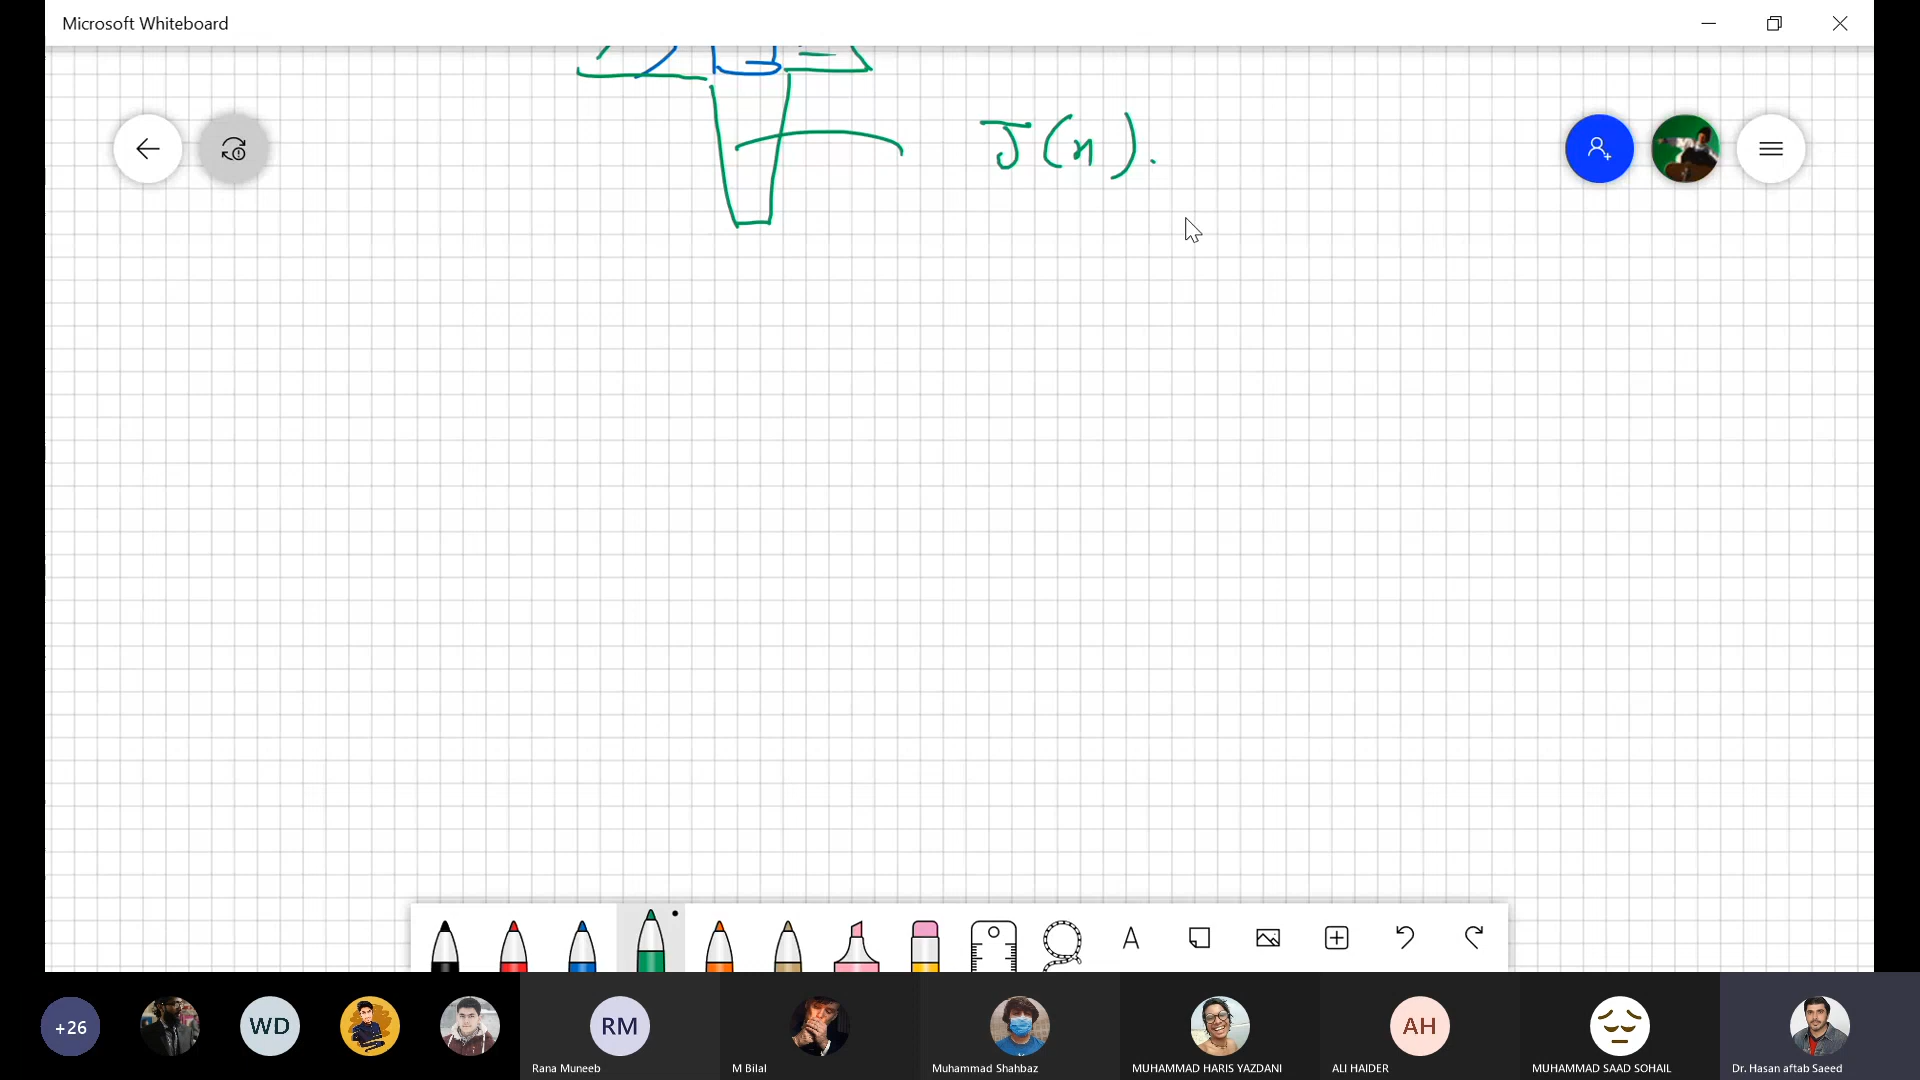 Microsoft Whiteboard
J(n).
A
+26
WD
RM
AH
Rana Muneeb
M Bilal
Muhammad Shahbaz
MUHAMMAD HARIS YAZDANI
ALI HAIDER
MUHAMMAD SAAD SOHAIL
Dr. Hasan aftab Saeed